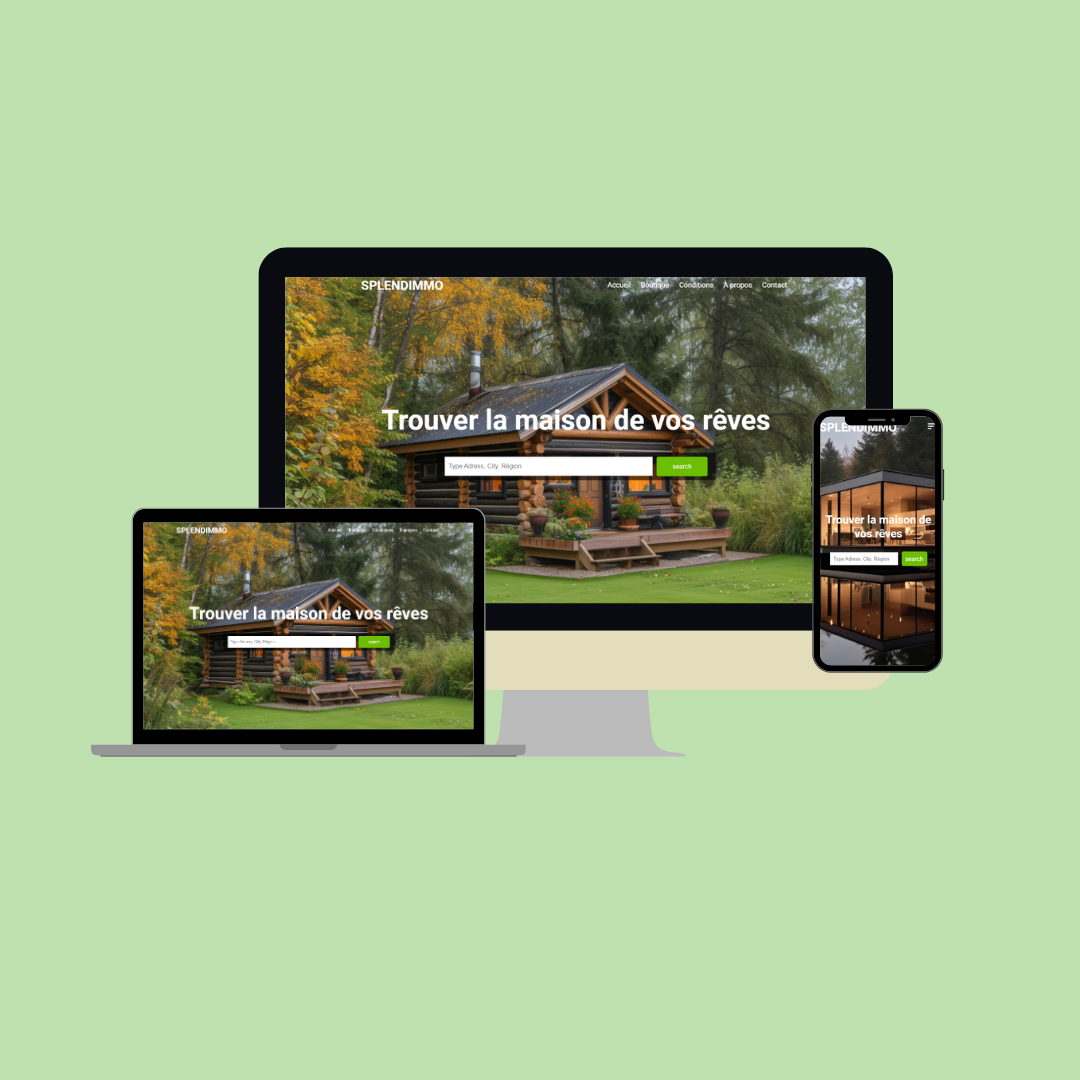 SPLENDIMMO
Accueil Boutique Conditions À propos Contact
Trouver la maison de vos rêves
Type Adress, City, Région
search
SPLENDIMMO
Trouver la maison de
vos rêves
Type Adress, City, Région
search
SPLENDIMMO
Accueil Boutique Conditions À propos Contact
Trouver la maison de vos rêves
Type Adress, City, Région
search